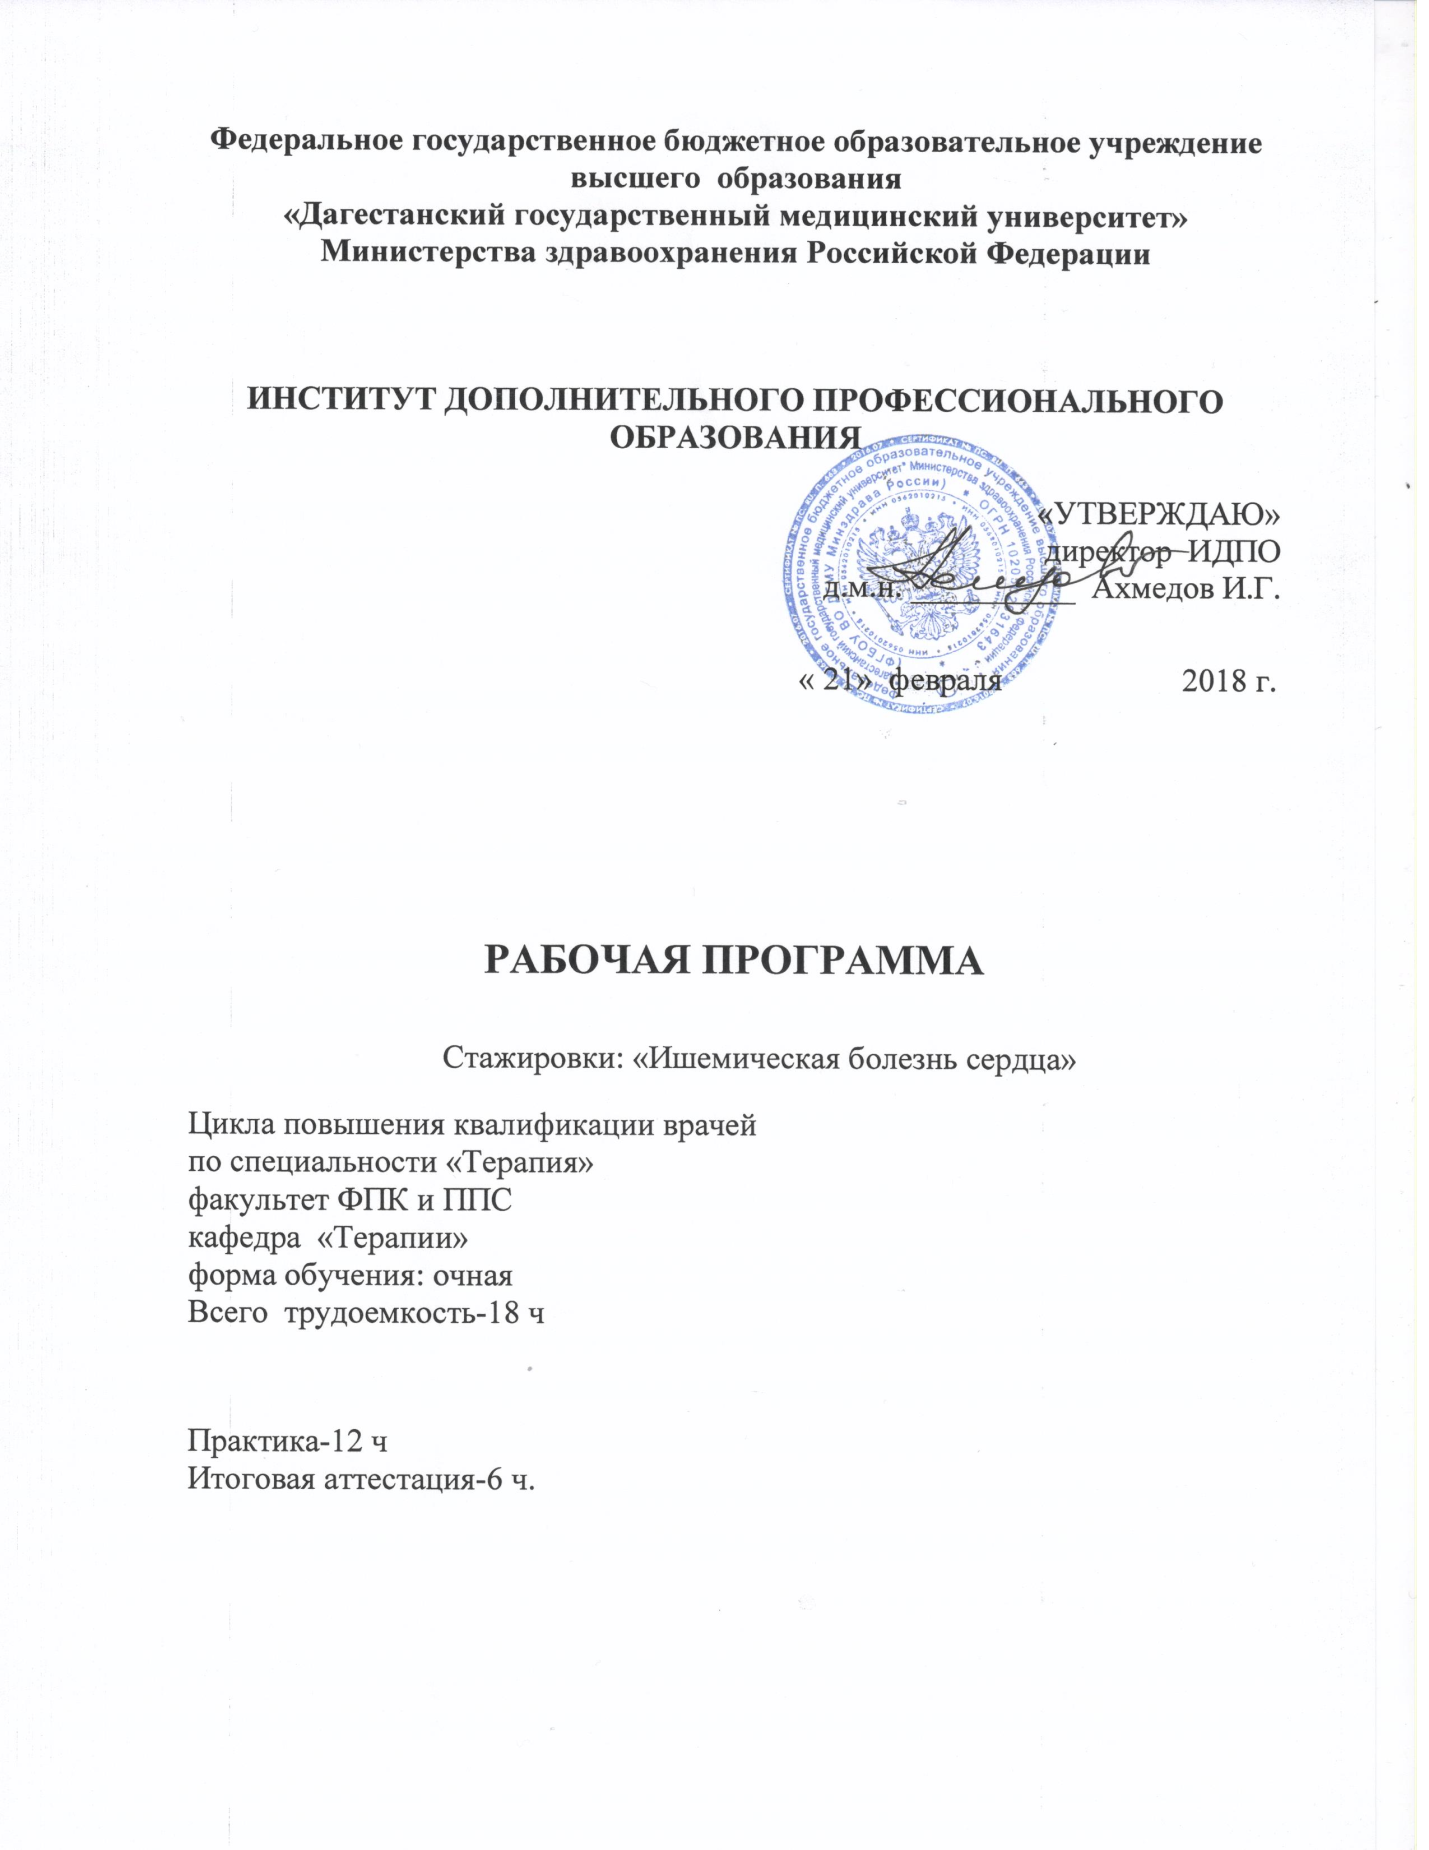 Федеральное государственное бюджетное образовательное учреждение
высшего образования
«Дагестанский государственный медицинский университет»
Министерства здравоохранения Российской Федерации
ИНСТИТУТ ДОПОЛНИТЕЛЬНОГО ПРОФЕССИОНАЛЬНОГО
ОБРАЗОВАНИЯ
«УТВЕРЖДАЮ»
директор ИДПО
д.м.н. __________ Ахмедов И.Г.
« 21» февраля 2018 г.
РАБОЧАЯ ПРОГРАММА
Стажировки: «Ишемическая болезнь сердца»
Цикла повышения квалификации врачей
по специальности «Терапия»
факультет ФПК и ППС
кафедра «Терапии»
форма обучения: очная
Всего трудоемкость-18 ч
Практика-12 ч
Итоговая аттестация-6 ч.